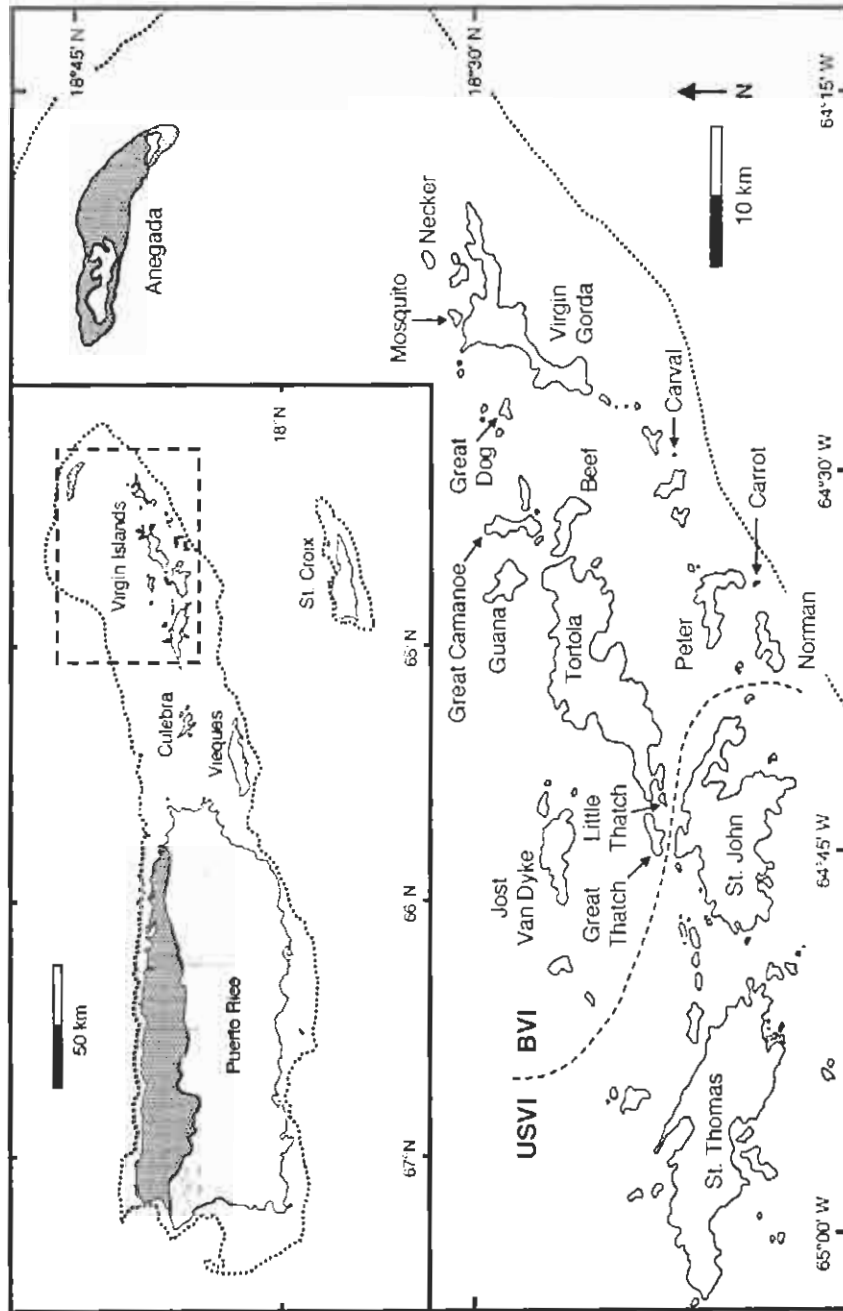 50 km
Puerto Rico
Culebra
Vieques
Virgin Islands
St. Croix
67°N
66°N
65°N
18°N
Anegada
18°45' N
18°30' N
USVI
BVI
Jost
Van Dyke
Great
Thatch
Little
Thatch
Great Camanoe
Guana
Tortola
Beef
Great
Dog
Mosquito
Necker
Virgin
Gorda
St. Thomas
St. John
Peter
Norman
Carrot
Carval
10 km
N
65°00' W
64°45' W
64°30' W
64°15' W